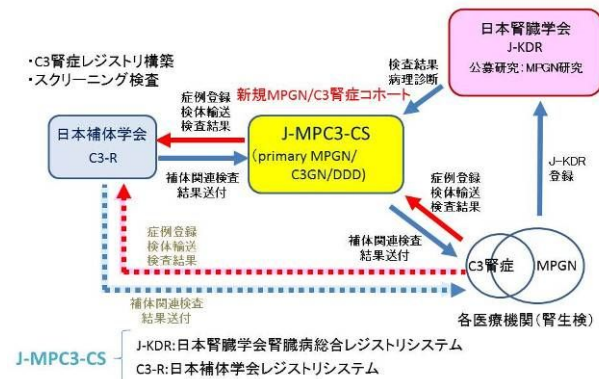 日本腎臓学会
J-KDR
公募研究:MPGN研究
・C3腎症レジストリ構築
・スクリーニング検査
検査結果
病理診断
新規MPGN/C3腎症コホート
症例登録
検体輸送
検査結果
日本補体学会
C3-R
J-MPC3-CS
(primary MPGN/
C3GN/DDD)
補体関連検査
結果送付
J-KDR
登録
症例登録
検体輸送
検査結果
補体関連検査
結果送付
症例登録
検体輸送
検査結果
C3腎症
MPGN
補体関連検査
結果送付
各医療機関(腎生検)
J-MPC3-CS
J-KDR:日本腎臓学会腎臓病総合レジストリシステム
C3-R:日本補体学会レジストリシステム